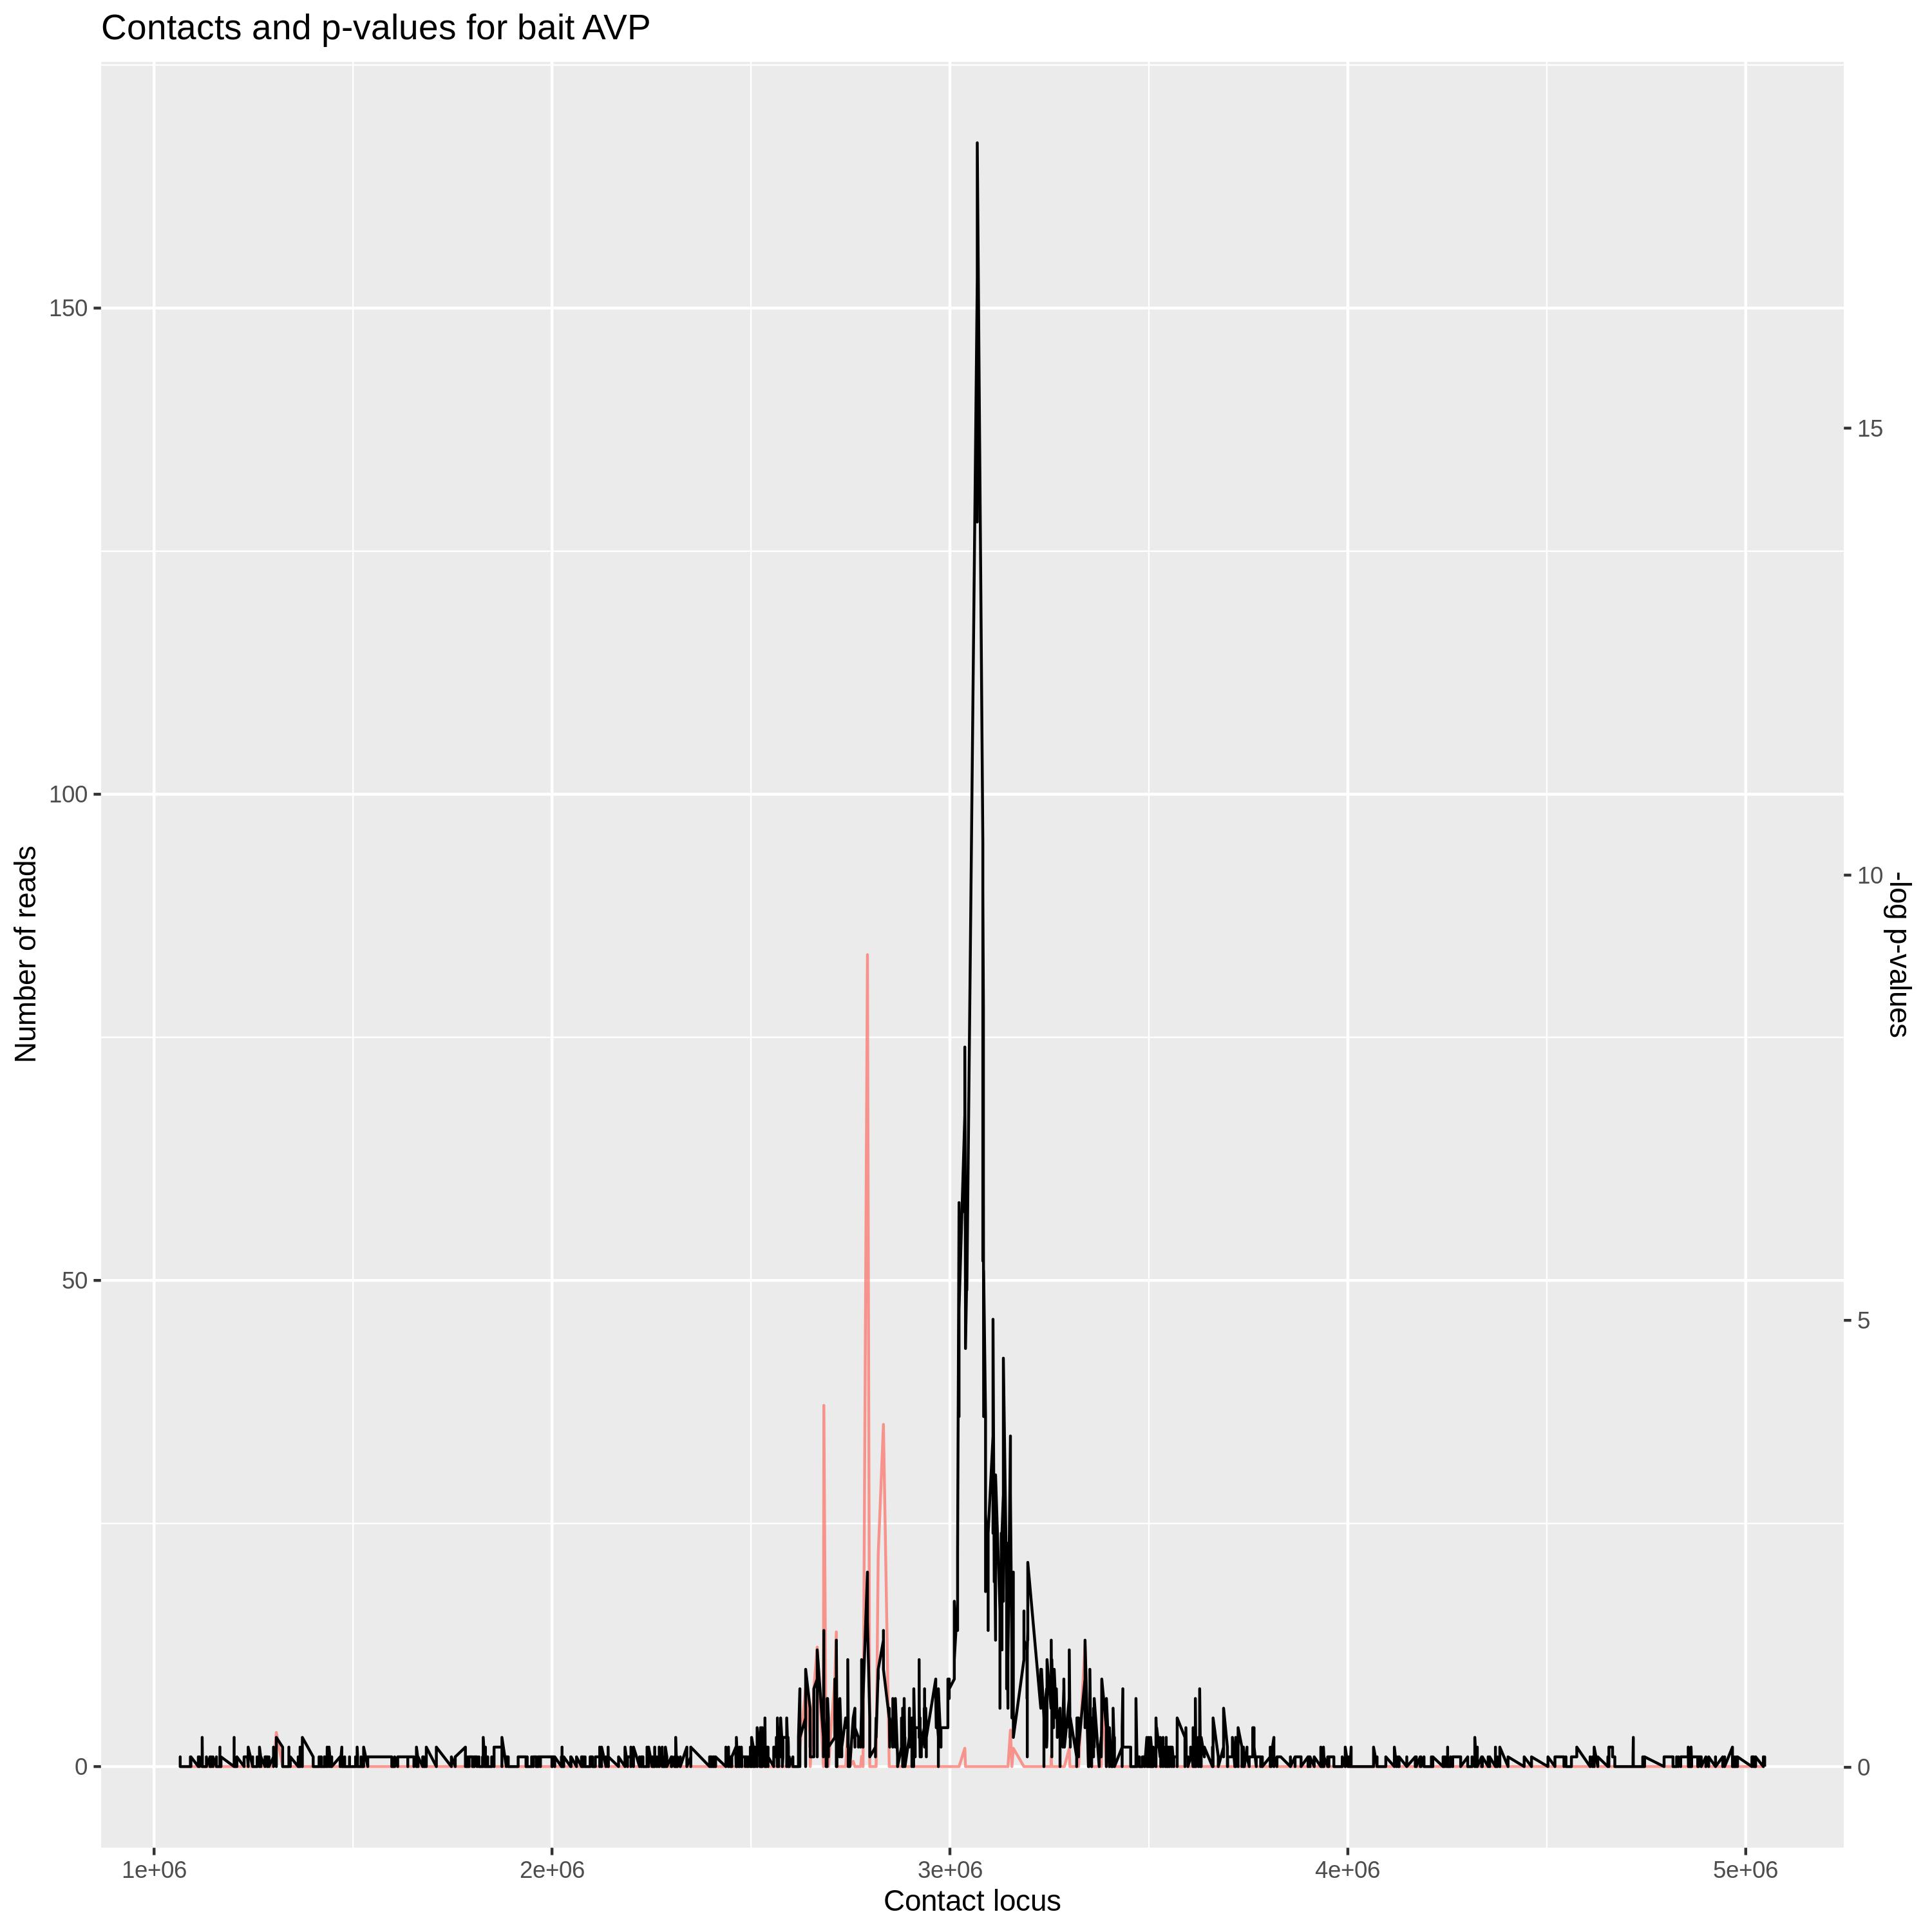 Contacts and p-values for bait AVP
150
100
50
0
Number of reads
15
10
5
0
-log p-values
1e+06
2e+06
3e+06
4e+06
5e+06
Contact locus